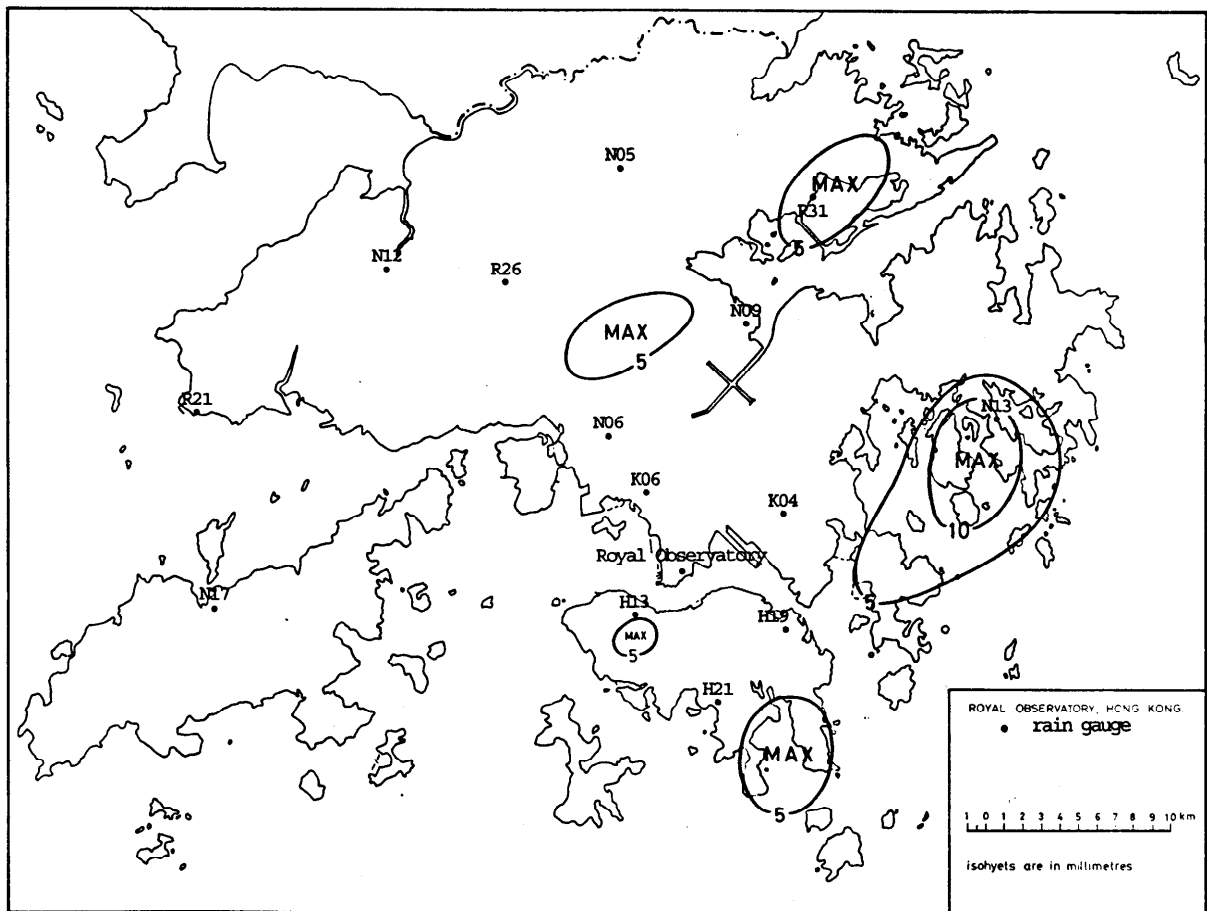 N05
MAX
R31
5
N12
R26
N09
MAX
5
R21
N13
N06
MAX
K06
K04
10
Royal Observatory
N17
5
H13
H19
MAX
5
H21
MAX
5
ROYAL OBSERVATORY, HONG KONG
rain gauge
1 0 1 2 3 4 5 6 7 8 9 10 km
isohyets are in millimetres